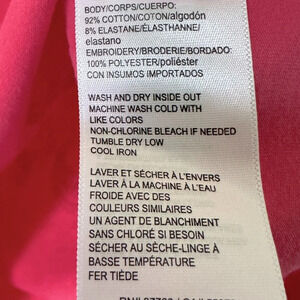 BODY/CORPS/CUERPO:
92% COTTON/COTON/algodón
8% ELASTANE/ÉLASTHANNE/
elastano
EMBROIDERY/BRODERIE/BORDADO:
100% POLYESTER/poliéster
CON INSUMOS IMPORTADOS
WASH AND DRY INSIDE OUT
MACHINE WASH COLD WITH
LIKE COLORS
NON-CHLORINE BLEACH IF NEEDED
TUMBLE DRY LOW
COOL IRON
LAVER ET SÉCHER À L'ENVERS
LAVER À LA MACHINE À L'EAU
FROIDE AVEC DES
COULEURS SIMILAIRES
UN AGENT DE BLANCHIMENT
SANS CHLORE SI BESOIN
SÉCHER AU SÈCHE-LINGE À
BASSE TEMPÉRATURE
FER TIÈDE